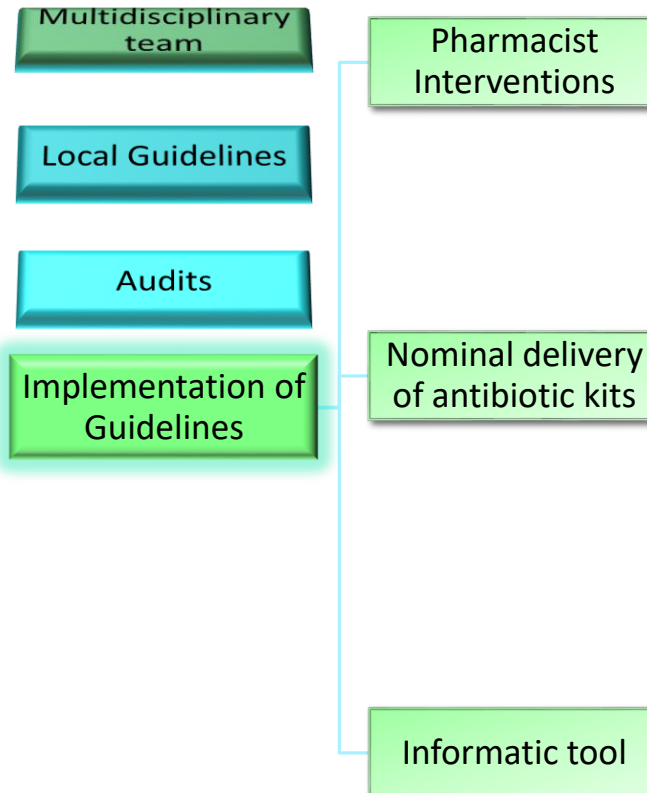 Multidisciplinary
team
Local Guidelines
Audits
Implementation of
Guidelines
Pharmacist
Interventions
Nominal delivery
of antibiotic kits
Informatic tool